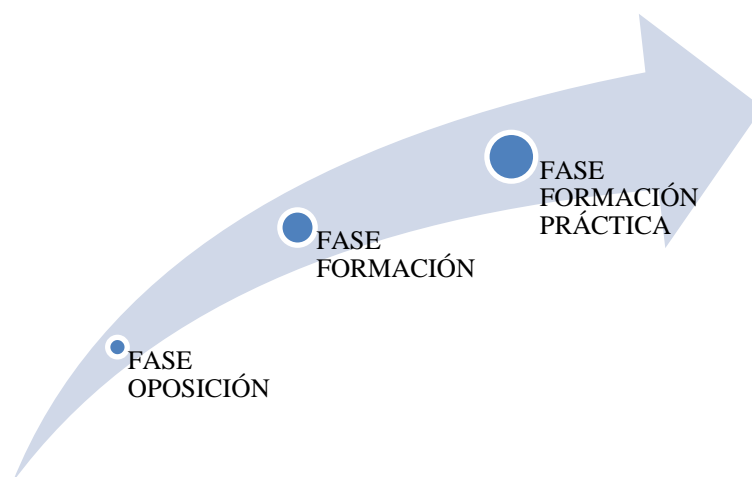 FASE
OPOSICIÓN
FASE
FORMACIÓN
FASE
FORMACIÓN
PRÁCTICA